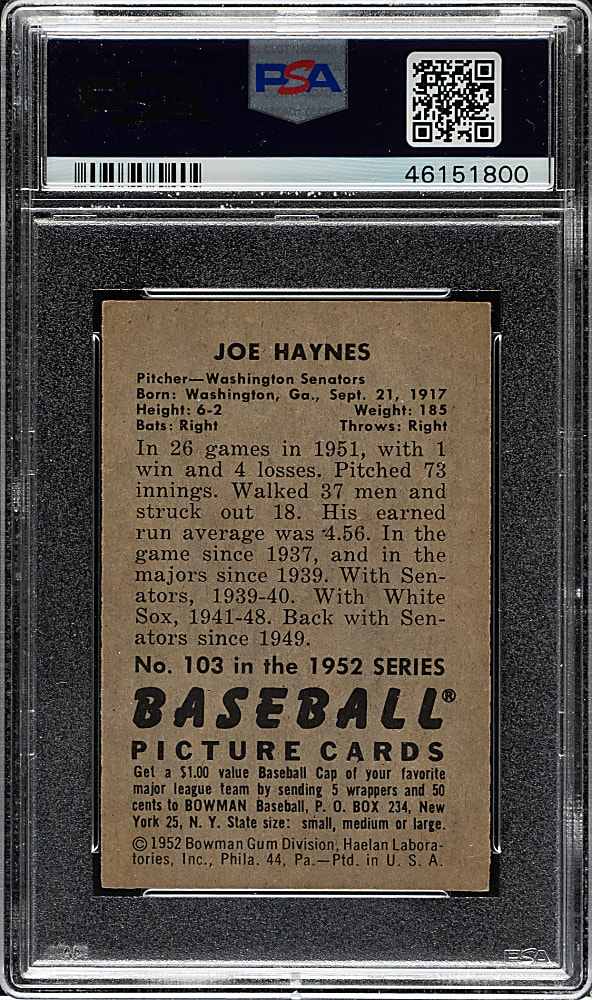 PSA
46151800
JOE HAYNES
Pitcher—Washington Senators
Born: Washington, Ga., Sept. 21, 1917
Height: 6-2 Weight: 185
Bats: Right Throws: Right
In 26 games in 1951, with 1
win and 4 losses. Pitched 73
innings. Walked 37 men and
struck out 18. His earned
run average was 4.56. In the
game since 1937, and in the
majors since 1939. With Sen-
ators, 1939-40. With White
Sox, 1941-48. Back with Sen-
ators since 1949.
No. 103 in the 1952 SERIES
BASEBALL®
PICTURE CARDS
Get a $1.00 value Baseball Cap of your favorite
major league team by sending 5 wrappers and 50
cents to BOWMAN Baseball, P. O. BOX 234, New
York 25, N. Y. State size: small, medium or large.
© 1952 Bowman Gum Division, Haelan Labora-
tories, Inc., Phila. 44, Pa.—Ptd. in U. S. A.
PSA